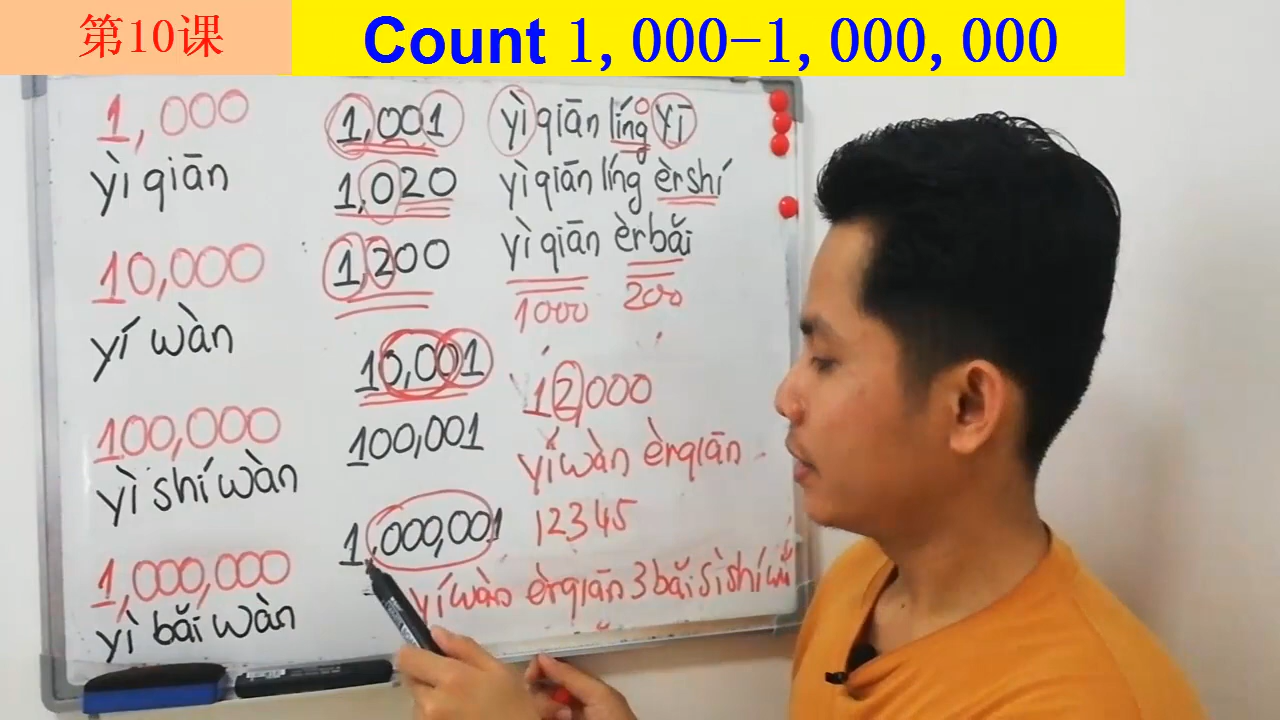 第10课
Count 1,000-1,000,000
1,000
yì qiān
10,000
yí wàn
100,000
yì shí wàn
1,000,000
yì bǎi wàn
1,001 yì qiān líng yī
1,020 yì qiān líng èrshí
1,200 yì qiān èrbǎi
1000 200
10,001
100,001
1,000,001
12,000
yí wàn èrqiān
12345
yí wàn èrqiān 3 bǎi sì shí wǔ